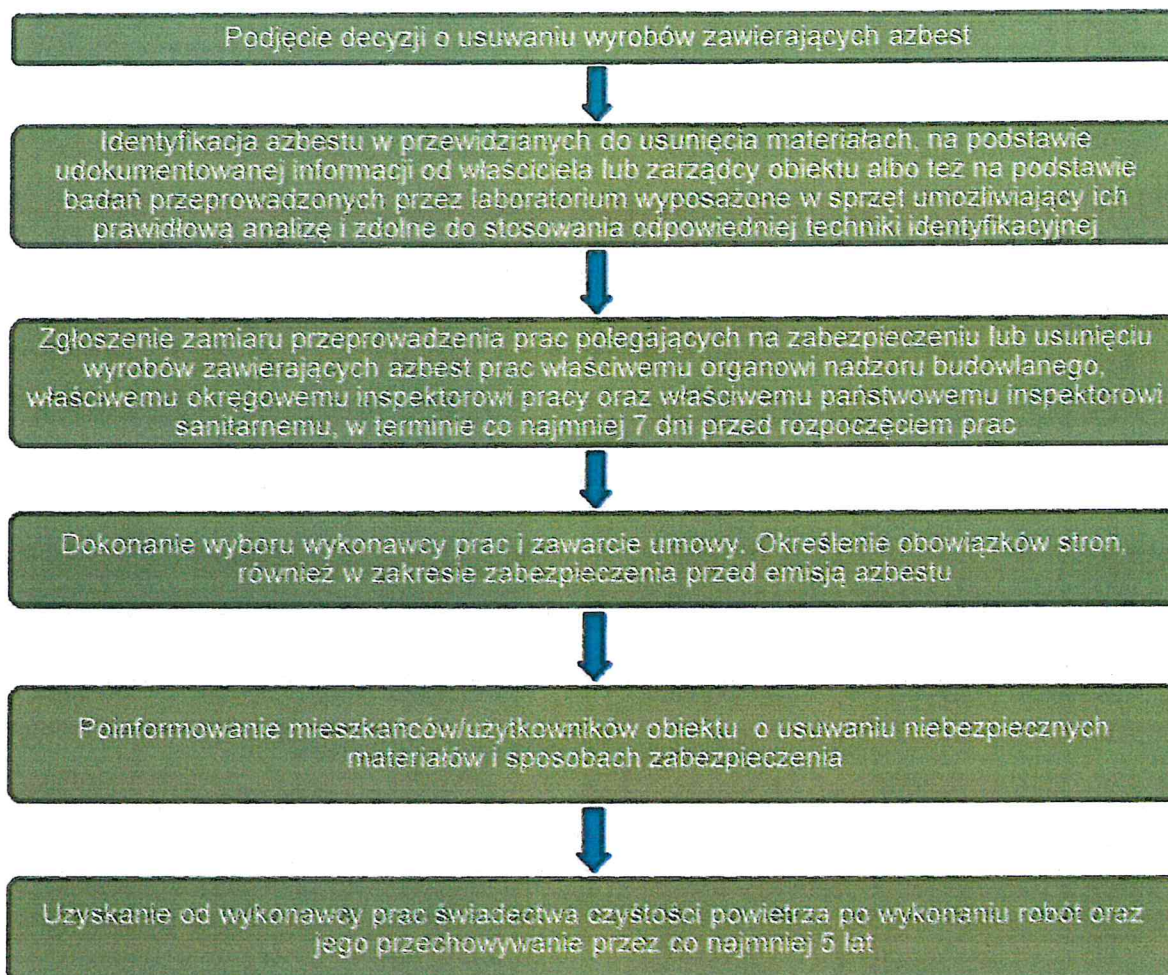 Podjęcie decyzji o usuwaniu wyrobów zawierających azbest
Identyfikacja azbestu w przewidzianych do usunięcia materiałach, na podstawie
udokumentowanej informacji od właściciela lub zarządcy obiektu albo też na podstawie
badań przeprowadzonych przez laboratorium wyposażone w sprzęt umożliwiający ich
prawidłową analizę i zdolne do stosowania odpowiedniej techniki identyfikacyjnej
Zgłoszenie zamiaru przeprowadzenia prac polegających na zabezpieczeniu lub usunięciu
wyrobów zawierających azbest prac właściwemu organowi nadzoru budowlanego,
właściwemu okręgowemu inspektorowi pracy oraz właściwemu państwowemu inspektorowi
sanitarnemu, w terminie co najmniej 7 dni przed rozpoczęciem prac
Dokonanie wyboru wykonawcy prac i zawarcie umowy. Określenie obowiązków stron,
również w zakresie zabezpieczenia przed emisją azbestu
Poinformowanie mieszkańców/użytkowników obiektu o usuwaniu niebezpiecznych
materiałów i sposobach zabezpieczenia
Uzyskanie od wykonawcy prac świadectwa czystości powietrza po wykonaniu robót oraz
jego przechowywanie przez co najmniej 5 lat